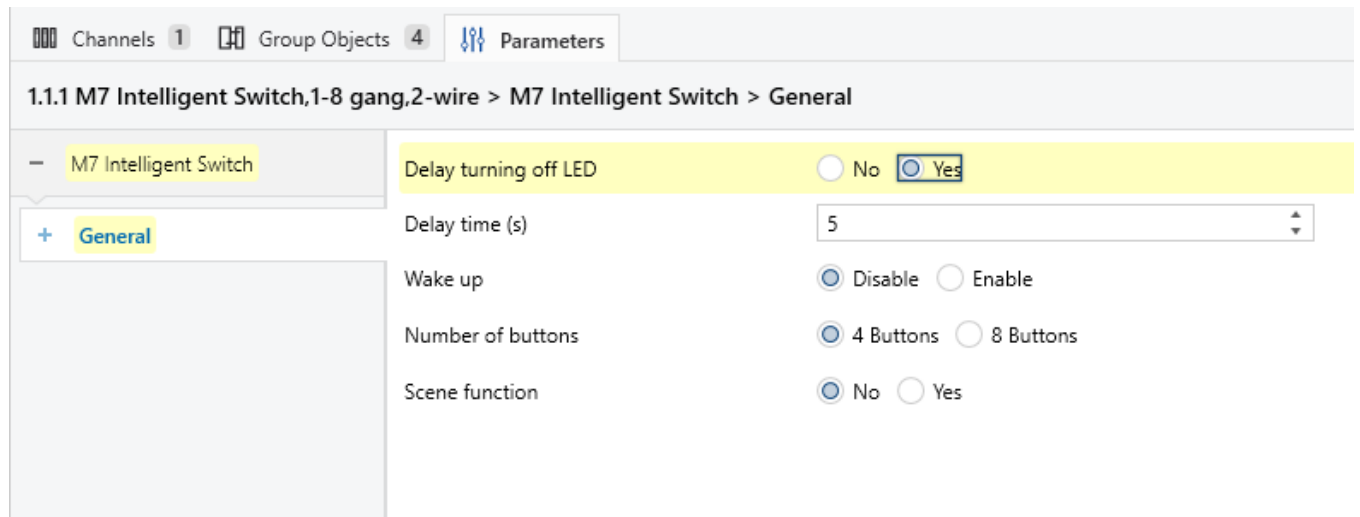 Channels 1 Group Objects 4 Parameters
1.1.1 M7 Intelligent Switch,1-8 gang,2-wire > M7 Intelligent Switch > General
− M7 Intelligent Switch
Delay turning off LED No Yes
+ General
Delay time (s) 5
Wake up Disable Enable
Number of buttons 4 Buttons 8 Buttons
Scene function No Yes